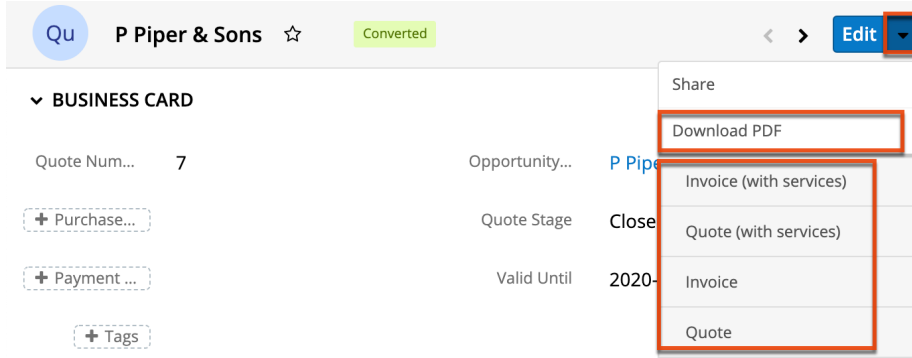 Qu P Piper & Sons Converted Edit
Share
BUSINESS CARD
Download PDF
Quote Num... 7 Opportunity... P Pipe
Invoice (with services)
+ Purchase... Quote Stage Close
Quote (with services)
+ Payment ... Valid Until 2020-
Invoice
+ Tags
Quote